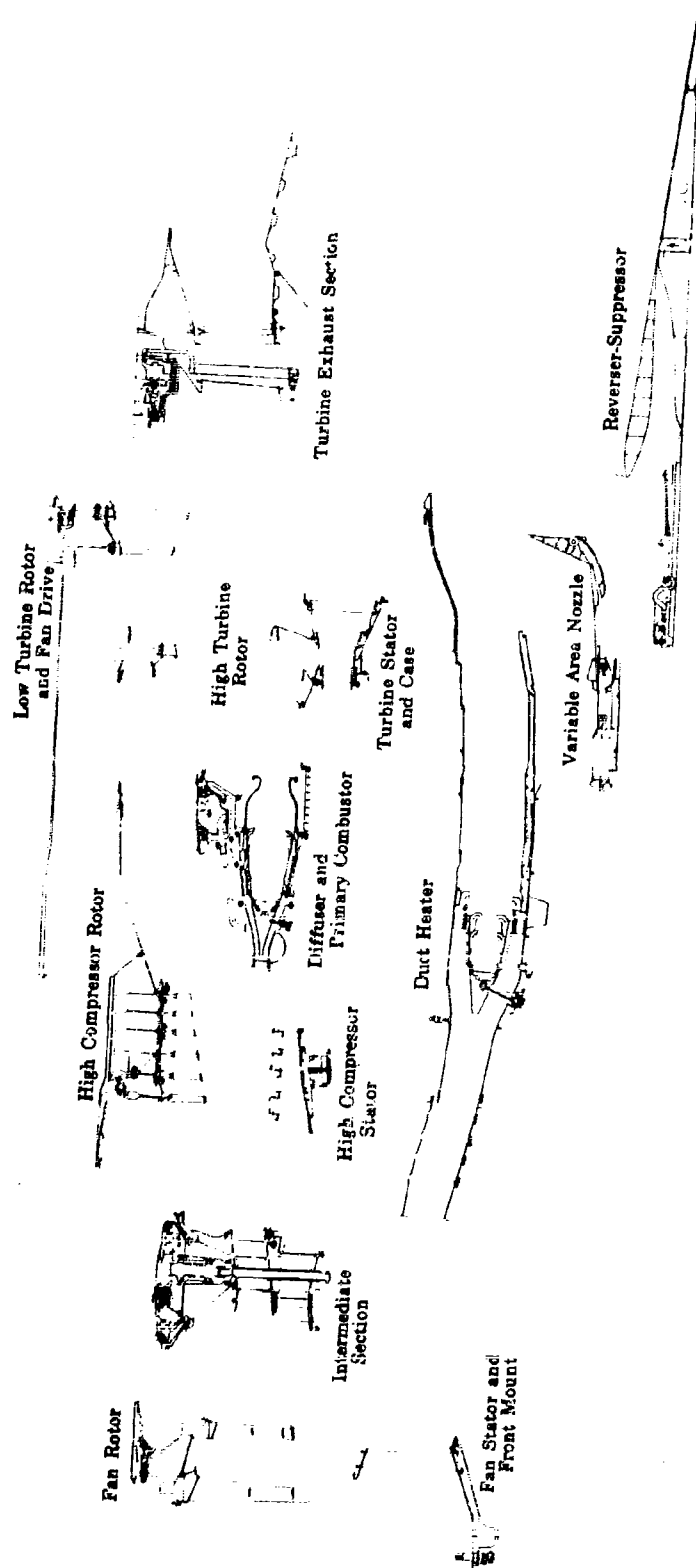 Fan Rotor
Fan Stator and
Front Mount
Intermediate
Section
High Compressor Rotor
High Compressor
Stator
Diffuser and
Primary Combustor
Duct Heater
Low Turbine Rotor
and Fan Drive
High Turbine
Rotor
Turbine Stator
and Case
Variable Area Nozzle
Turbine Exhaust Section
Reverser-Suppressor